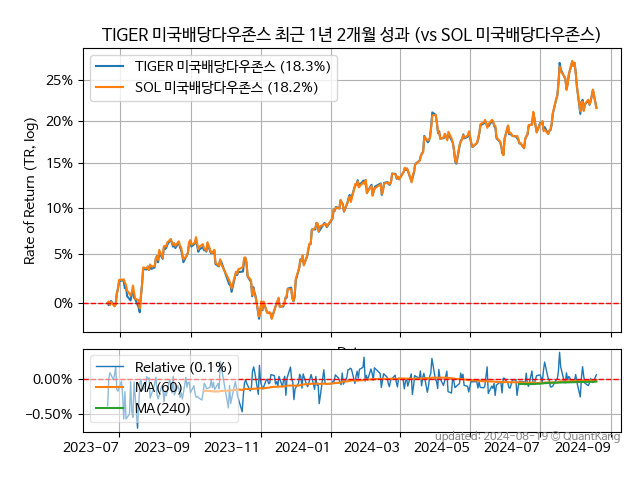 TIGER 미국배당다우존스 최근 1년 2개월 성과 (vs SOL 미국배당다우존스)
TIGER 미국배당다우존스 (18.3%)
SOL 미국배당다우존스 (18.2%)
Rate of Return (TR, log)
25%
20%
15%
10%
5%
0%
Relative (0.1%)
MA(60)
MA(240)
0.00%
−0.50%
updated: 2024-08-19 © QuantKang
2023-07 2023-09 2023-11 2024-01 2024-03 2024-05 2024-07 2024-09